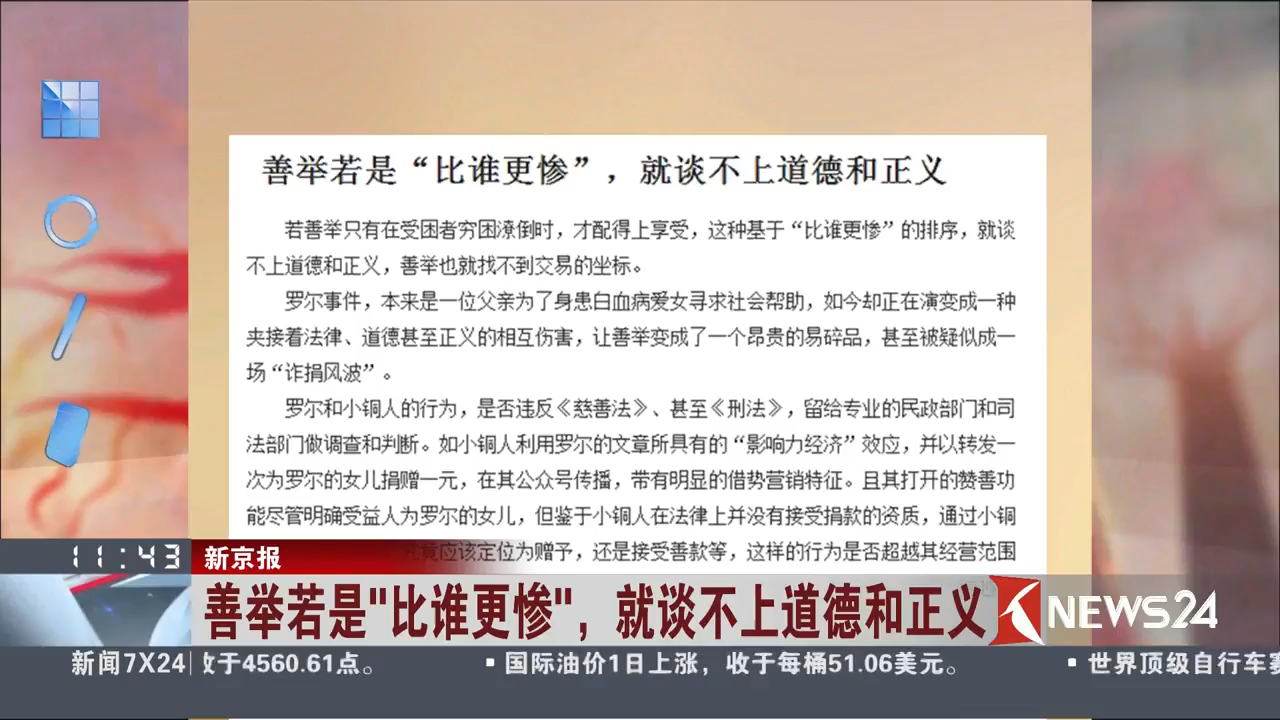 善举若是“比谁更惨”，就谈不上道德和正义
若善举只有在受困者穷困潦倒时，才配得上享受，这种基于“比谁更惨”的排序，就谈
不上道德和正义，善举也就找不到交易的坐标。
罗尔事件，本来是一位父亲为了身患白血病爱女寻求社会帮助，如今却正在演变成一种
夹接着法律、道德甚至正义的相互伤害，让善举变成了一个昂贵的易碎品，甚至被疑似成一
场“诈捐风波”。
罗尔和小铜人的行为，是否违反《慈善法》、甚至《刑法》，留给专业的民政部门和司
法部门做调查和判断。如小铜人利用罗尔的文章所具有的“影响力经济”效应，并以转发一
次为罗尔的女儿捐赠一元，在其公众号传播，带有明显的借势营销特征。且其打开的赞善功
能尽管明确受益人为罗尔的女儿，但鉴于小铜人在法律上并没有接受捐款的资质，通过小铜
应该定位为赠予，还是接受善款等，这样的行为是否超越其经营范围
11:43
新京报
善举若是"比谁更惨"，就谈不上道德和正义
NEWS24
新闻7X24 收于4560.61点。 ▪国际油价1日上涨，收于每桶51.06美元。 ▪世界顶级自行车赛